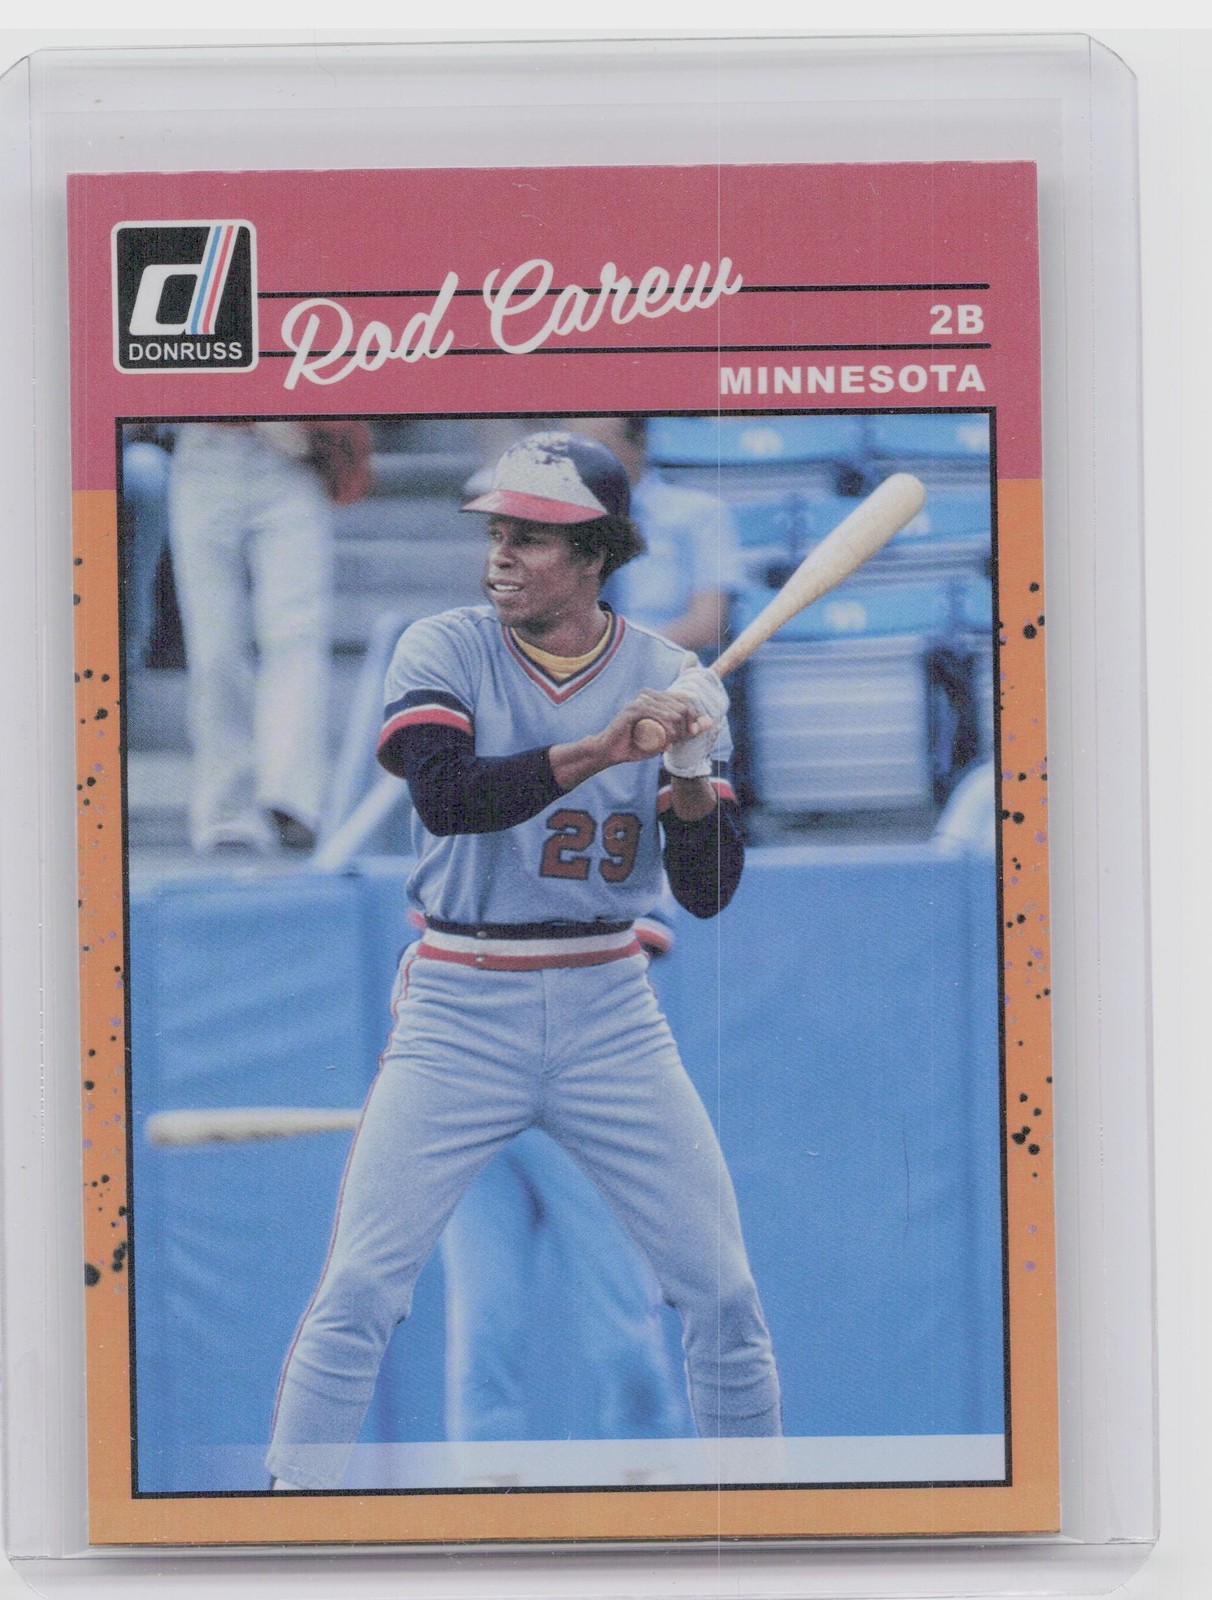 d
DONRUSS
Rod Carew
2B
MINNESOTA
29